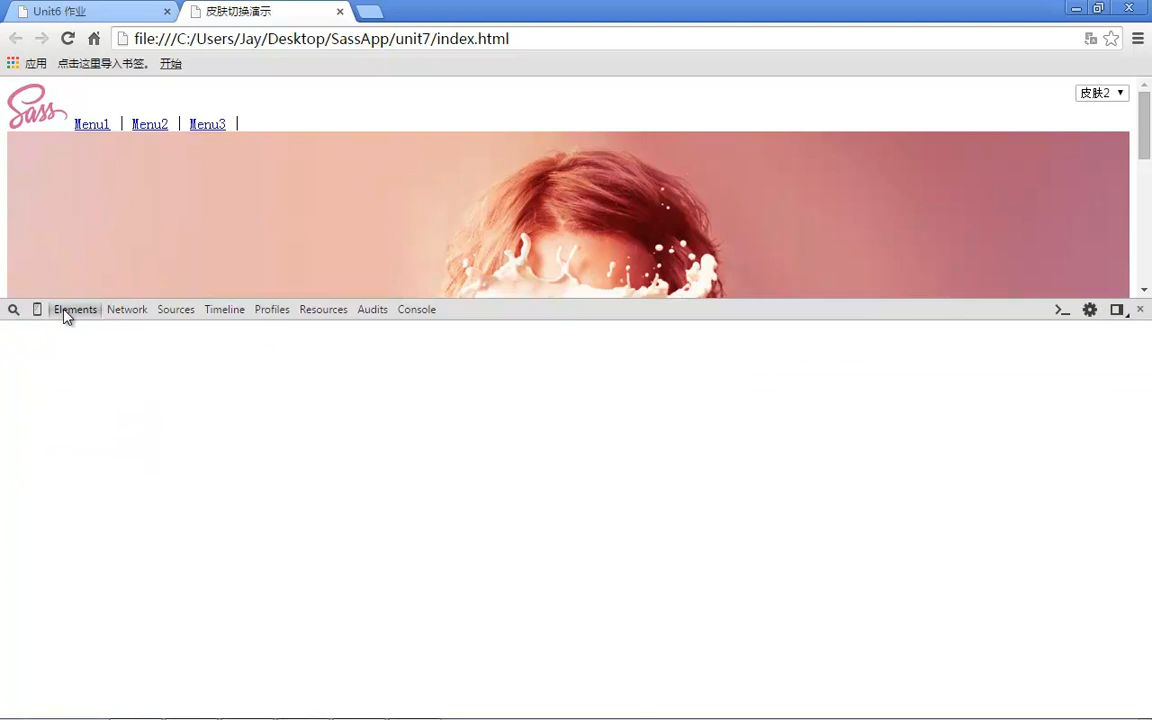 Unit6 作业
皮肤切换演示
file:///C:/Users/Jay/Desktop/SassApp/unit7/index.html
应用 点击这里导入书签。 开始
Sass
皮肤2
Menu1 | Menu2 | Menu3 |
Elements Network Sources Timeline Profiles Resources Audits Console